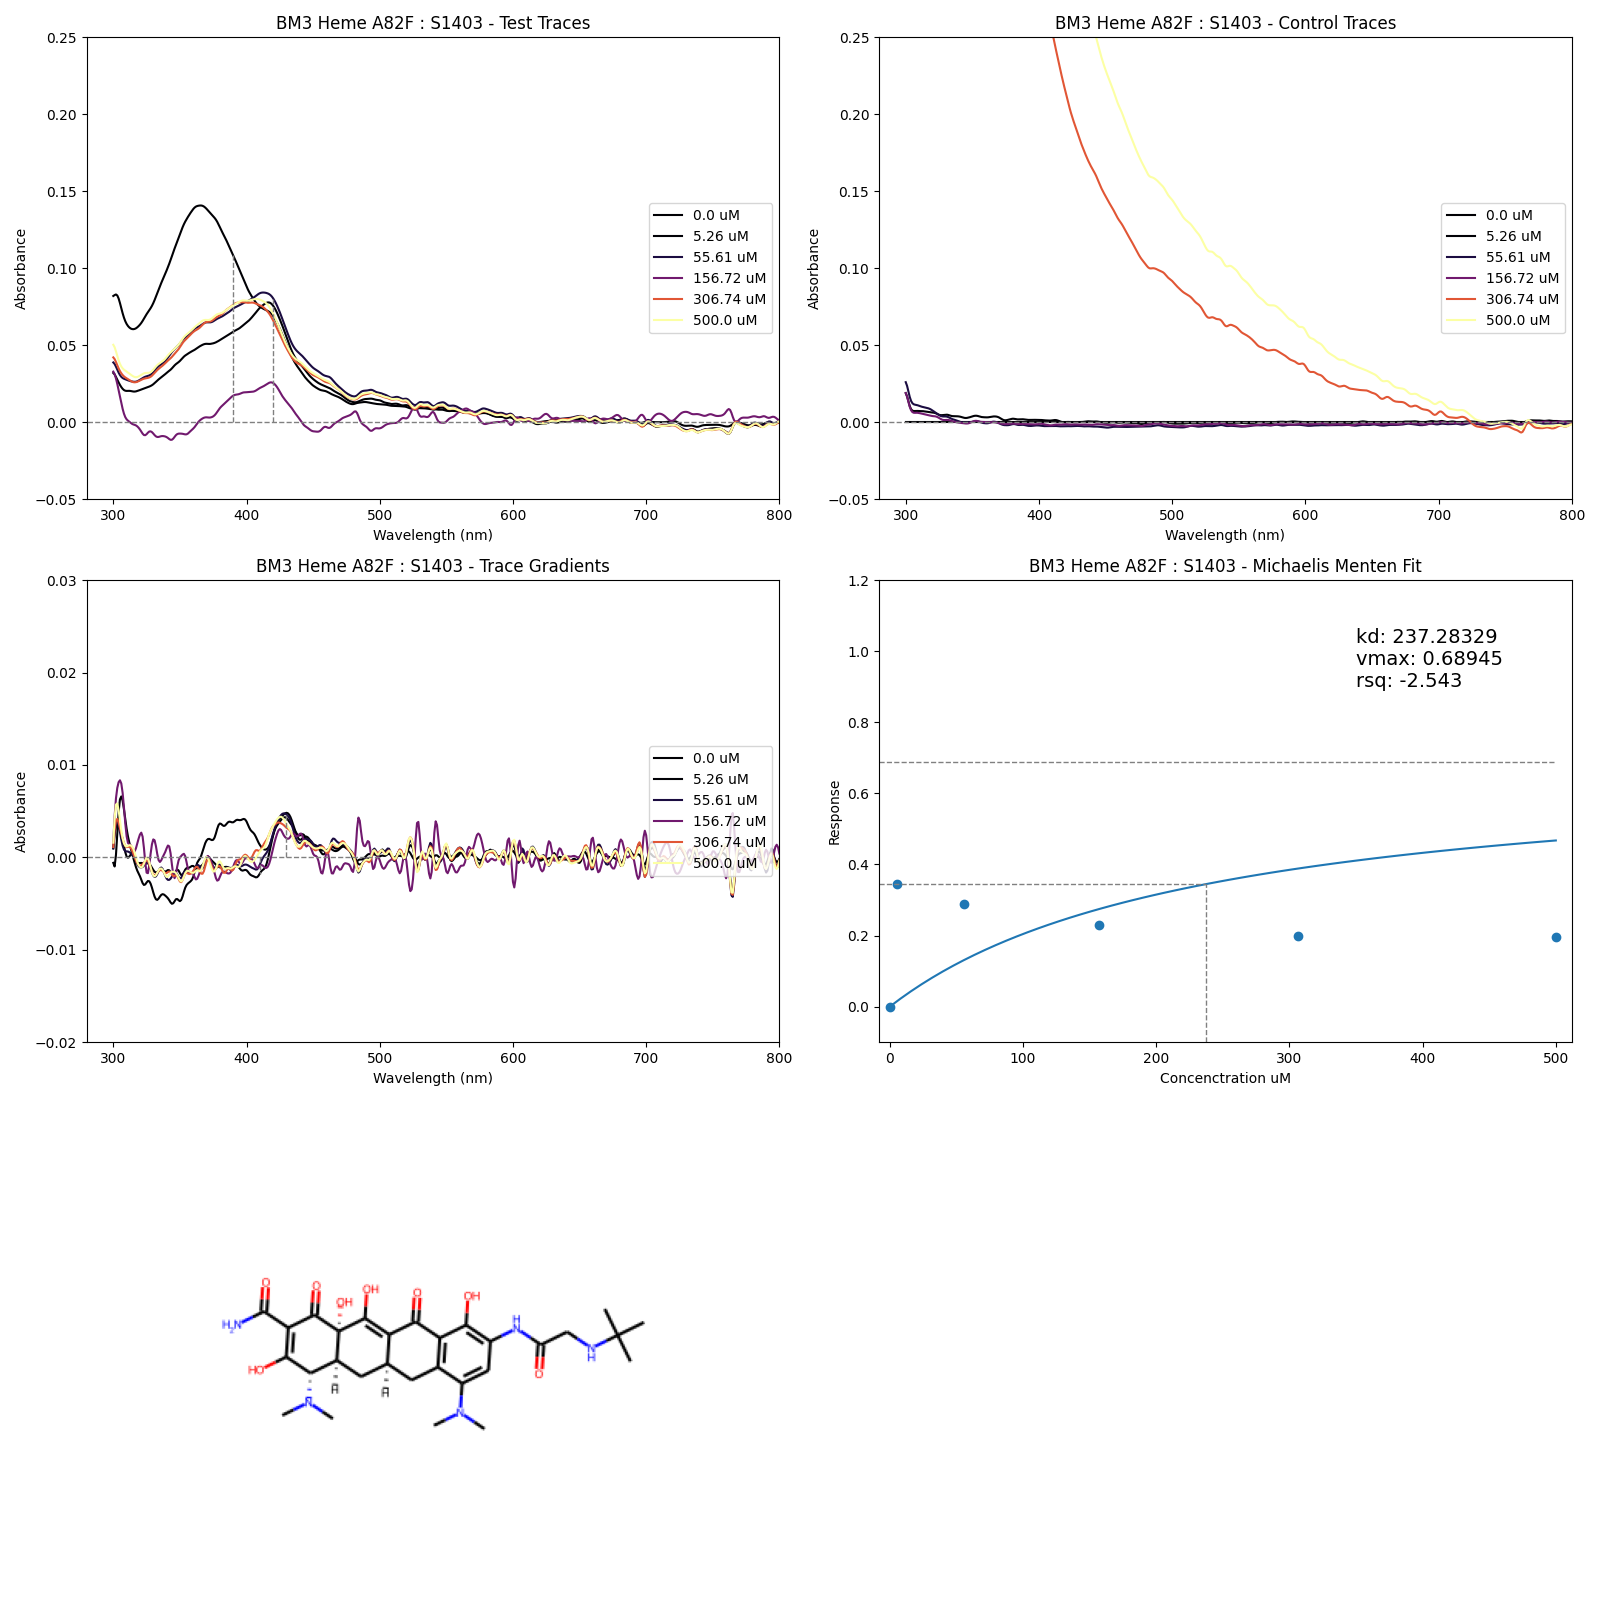 BM3 Heme A82F : S1403 - Test Traces
0.25
0.20
0.15
0.10
0.05
0.00
−0.05
Absorbance
300 400 500 600 700 800
Wavelength (nm)
0.0 uM
5.26 uM
55.61 uM
156.72 uM
306.74 uM
500.0 uM
BM3 Heme A82F : S1403 - Control Traces
0.25
0.20
0.15
0.10
0.05
0.00
−0.05
Absorbance
300 400 500 600 700 800
Wavelength (nm)
0.0 uM
5.26 uM
55.61 uM
156.72 uM
306.74 uM
500.0 uM
BM3 Heme A82F : S1403 - Trace Gradients
0.03
0.02
0.01
0.00
−0.01
−0.02
Absorbance
300 400 500 600 700 800
Wavelength (nm)
0.0 uM
5.26 uM
55.61 uM
156.72 uM
306.74 uM
500.0 uM
BM3 Heme A82F : S1403 - Michaelis Menten Fit
1.2
1.0
0.8
0.6
0.4
0.2
0.0
Response
0 100 200 300 400 500
Concenctration uM
kd: 237.28329
vmax: 0.68945
rsq: -2.543
O O OH OH O OH
H₂N
H
N
HO
O
N
H
H H
N N